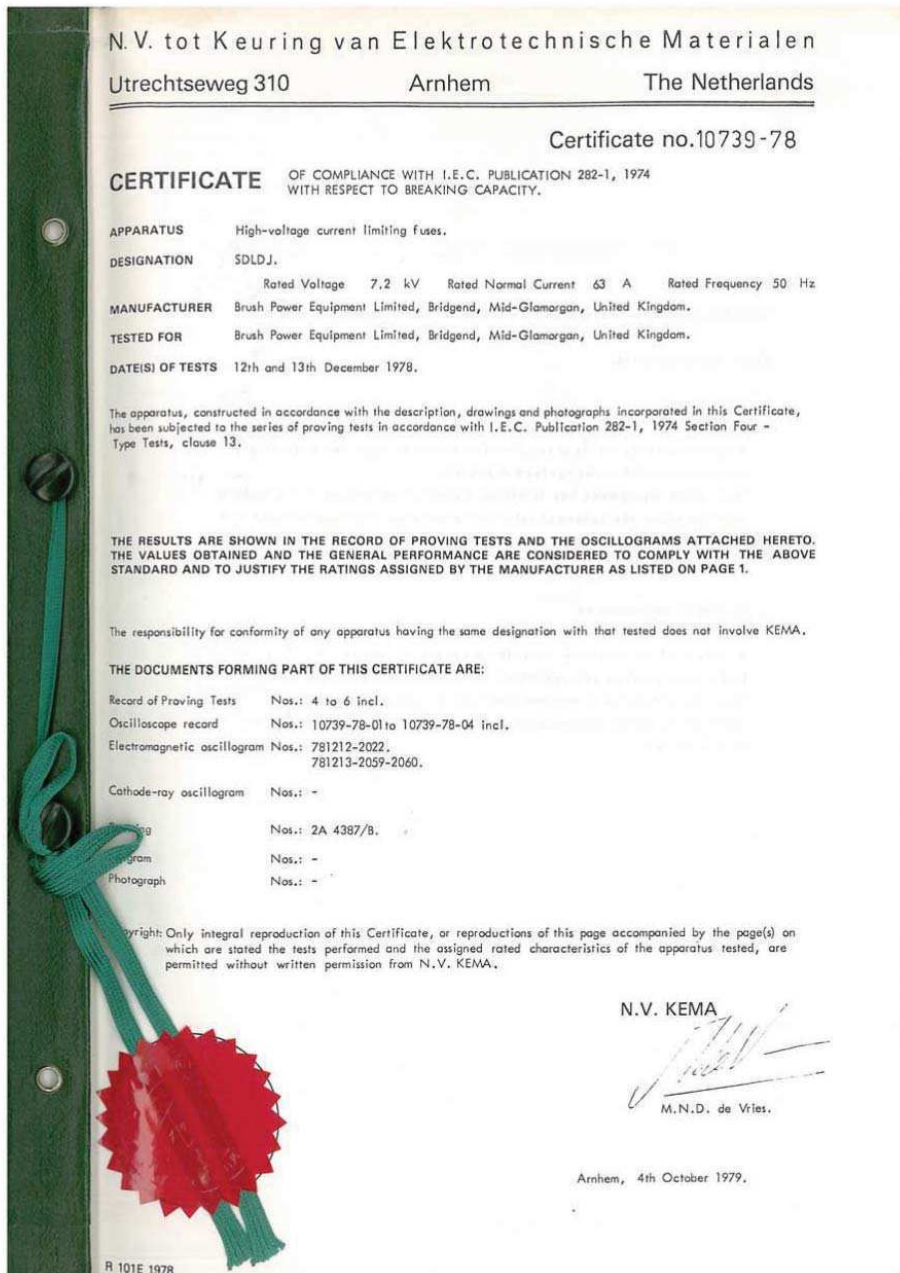 N.V. tot Keuring van Elektrotechnische Materialen
Utrechtseweg 310 Arnhem The Netherlands
Certificate no.10739-78
CERTIFICATE OF COMPLIANCE WITH I.E.C. PUBLICATION 282-1, 1974
WITH RESPECT TO BREAKING CAPACITY.
APPARATUS High-voltage current limiting fuses.
DESIGNATION SDLDJ.
Rated Voltage 7,2 kV Rated Normal Current 63 A Rated Frequency 50 Hz
MANUFACTURER Brush Power Equipment Limited, Bridgend, Mid-Glamorgan, United Kingdom.
TESTED FOR Brush Power Equipment Limited, Bridgend, Mid-Glamorgan, United Kingdom.
DATE(S) OF TESTS 12th and 13th December 1978.
The apparatus, constructed in accordance with the description, drawings and photographs incorporated in this Certificate,
has been subjected to the series of proving tests in accordance with I.E.C. Publication 282-1, 1974 Section Four -
Type Tests, clause 13.
THE RESULTS ARE SHOWN IN THE RECORD OF PROVING TESTS AND THE OSCILLOGRAMS ATTACHED HERETO.
THE VALUES OBTAINED AND THE GENERAL PERFORMANCE ARE CONSIDERED TO COMPLY WITH THE ABOVE
STANDARD AND TO JUSTIFY THE RATINGS ASSIGNED BY THE MANUFACTURER AS LISTED ON PAGE 1.
The responsibility for conformity of any apparatus having the same designation with that tested does not involve KEMA.
THE DOCUMENTS FORMING PART OF THIS CERTIFICATE ARE:
Record of Proving Tests Nos.: 4 to 6 incl.
Oscilloscope record Nos.: 10739-78-01to 10739-78-04 incl.
Electromagnetic oscillogram Nos.: 781212-2022.
781213-2059-2060.
Cathode-ray oscillogram Nos.: -
Nos.: 2A 4387/B.
Nos.: -
Photograph Nos.: -
yright: Only integral reproduction of this Certificate, or reproductions of this page accompanied by the page(s) on
which are stated the tests performed and the assigned rated characteristics of the apparatus tested, are
permitted without written permission from N.V. KEMA.
N.V. KEMA
M.N.D. de Vries.
Arnhem, 4th October 1979.
R 101E 1978